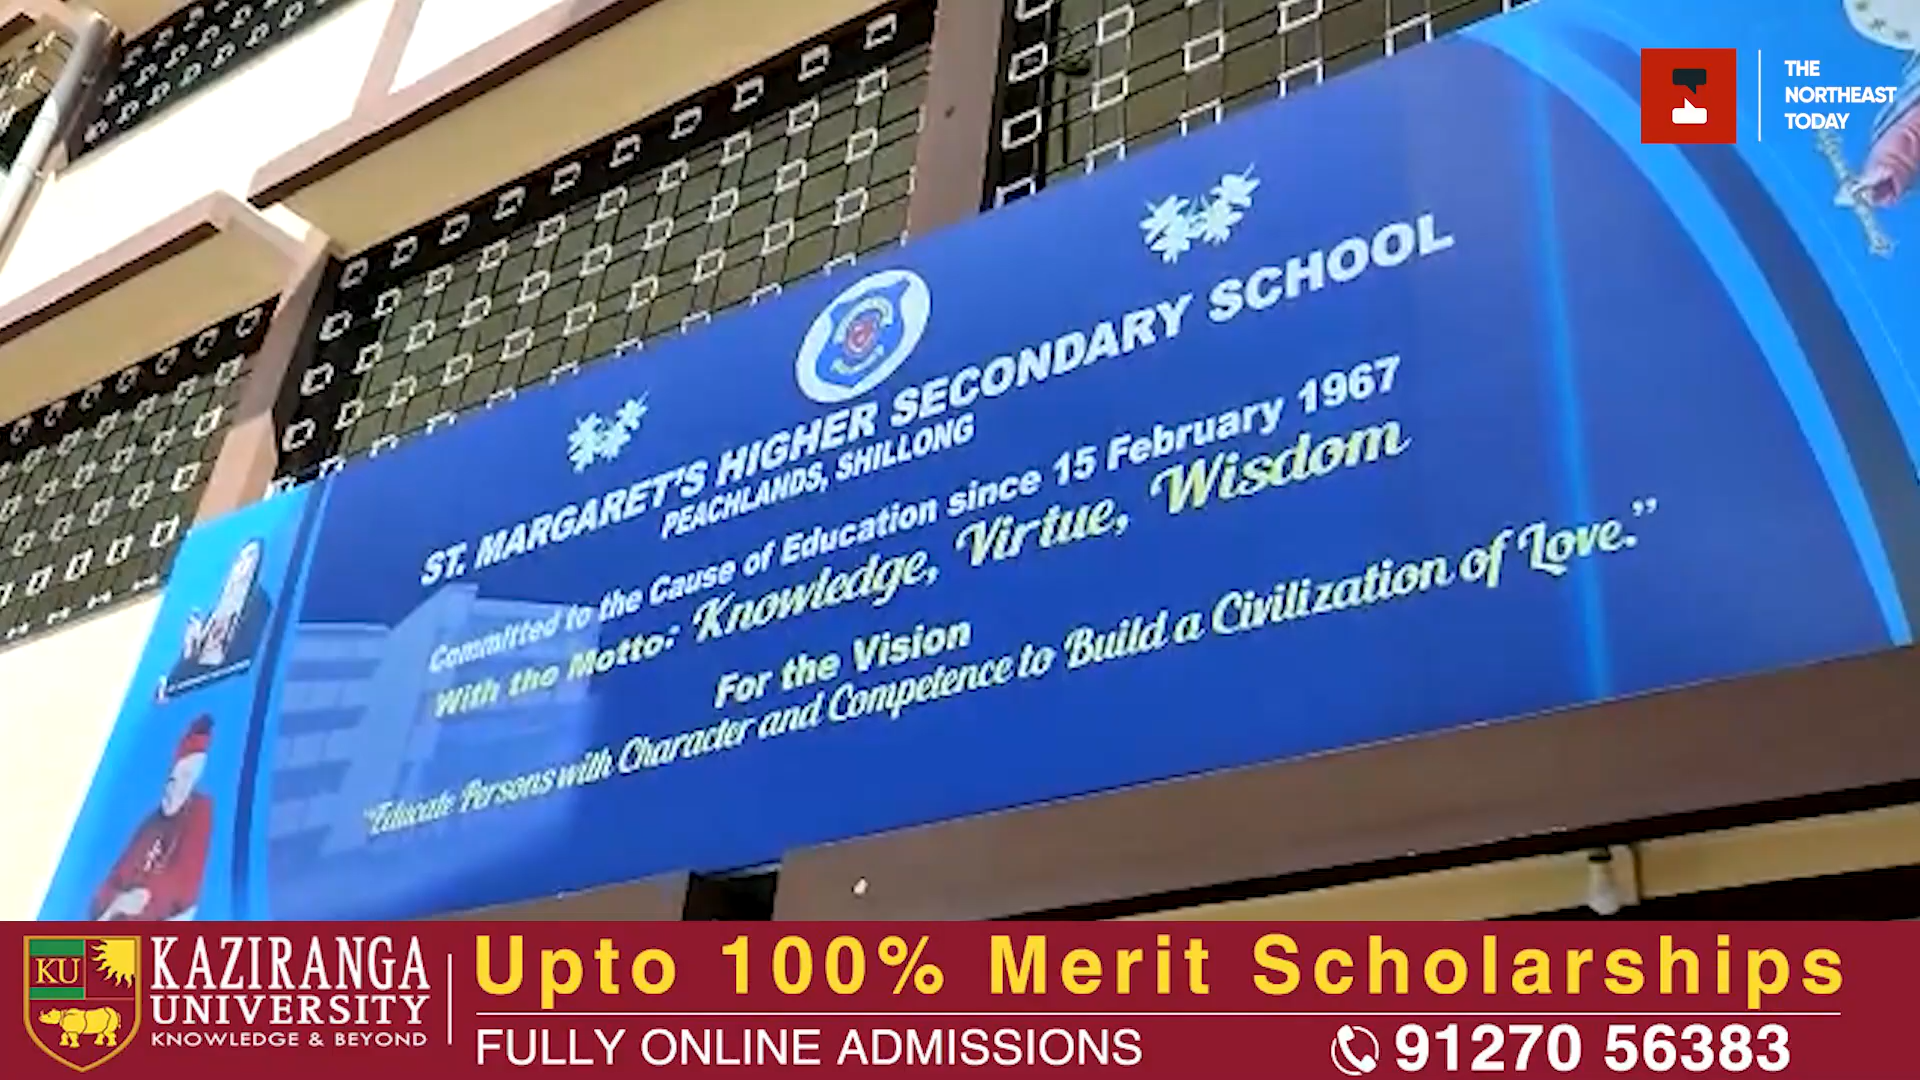 THE
NORTHEAST
TODAY
ST. MARGARET'S HIGHER SECONDARY SCHOOL
PEACHLANDS, SHILLONG
Committed to the Cause of Education since 15 February 1967
With the Motto: Knowledge, Virtue, Wisdom
For the Vision
"Educate Persons with Character and Competence to Build a Civilization of Love."
KU
KAZIRANGA
UNIVERSITY
KNOWLEDGE & BEYOND
Upto 100% Merit Scholarships
FULLY ONLINE ADMISSIONS
91270 56383